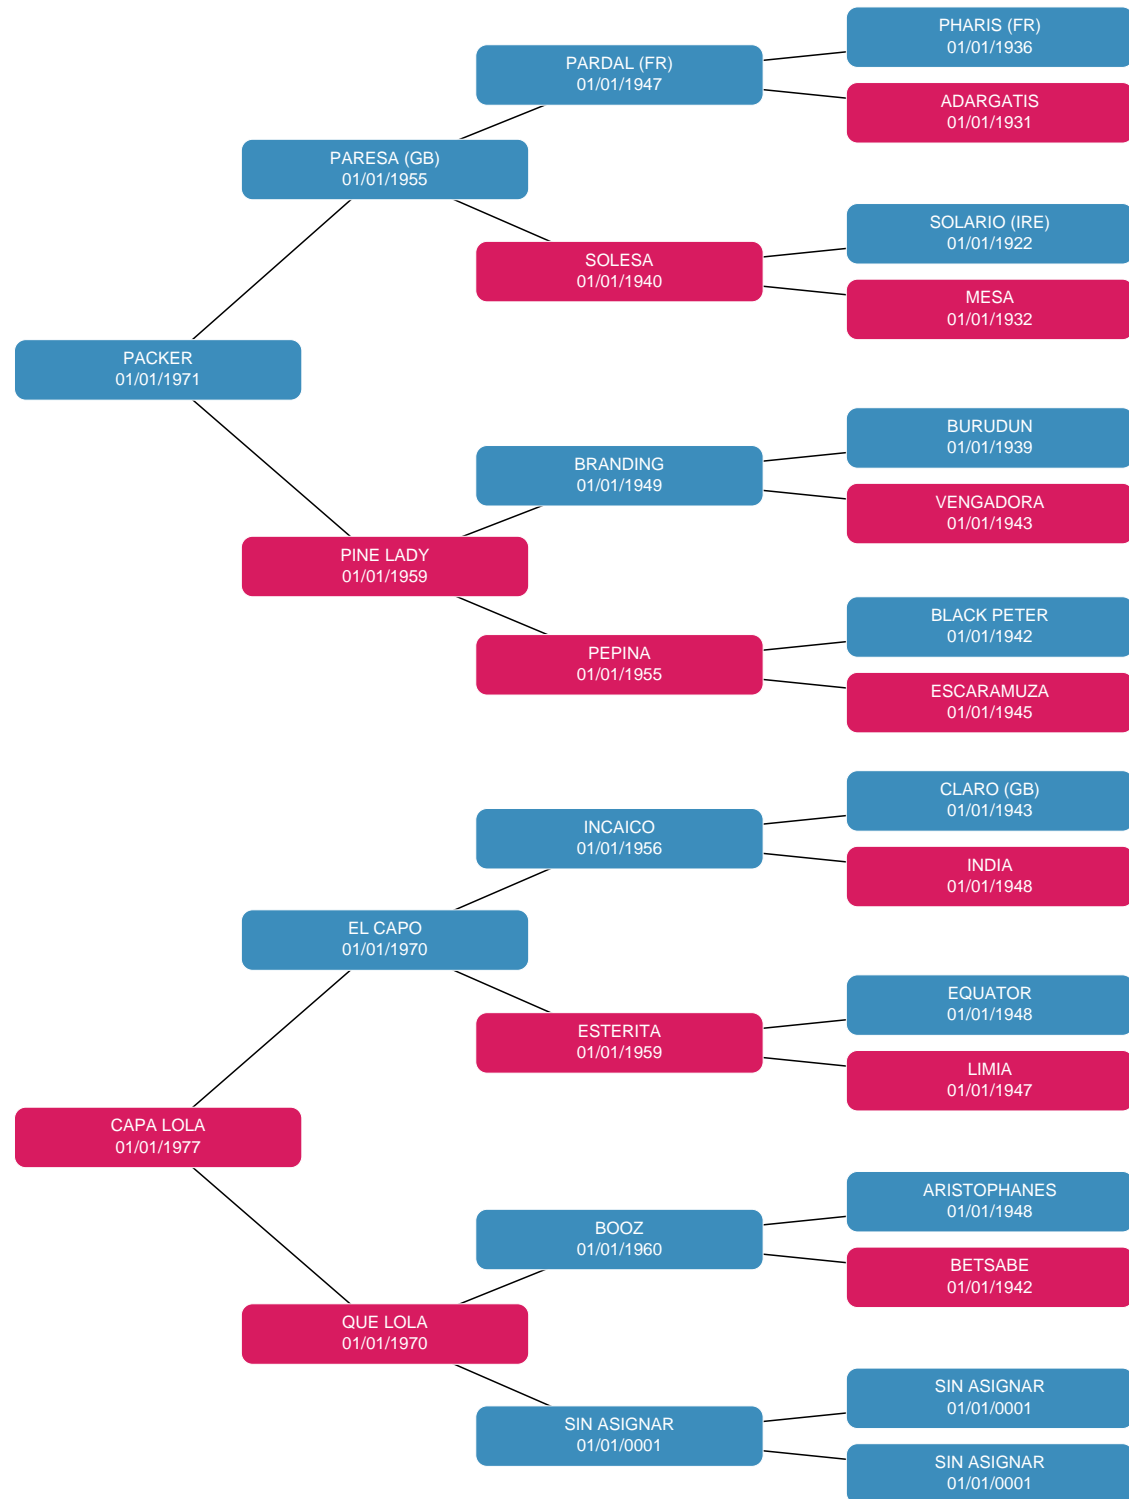 PHARIS (FR)
01/01/1936
PARDAL (FR)
01/01/1947
ADARGATIS
01/01/1931
PARESA (GB)
01/01/1955
SOLARIO (IRE)
01/01/1922
SOLESA
01/01/1940
MESA
01/01/1932
PACKER
01/01/1971
BURUDUN
01/01/1939
BRANDING
01/01/1949
VENGADORA
01/01/1943
PINE LADY
01/01/1959
BLACK PETER
01/01/1942
PEPINA
01/01/1955
ESCARAMUZA
01/01/1945
CLARO (GB)
01/01/1943
INCAICO
01/01/1956
INDIA
01/01/1948
EL CAPO
01/01/1970
EQUATOR
01/01/1948
ESTERITA
01/01/1959
LIMIA
01/01/1947
CAPA LOLA
01/01/1977
ARISTOPHANES
01/01/1948
BOOZ
01/01/1960
BETSABE
01/01/1942
QUE LOLA
01/01/1970
SIN ASIGNAR
01/01/0001
SIN ASIGNAR
01/01/0001
SIN ASIGNAR
01/01/0001